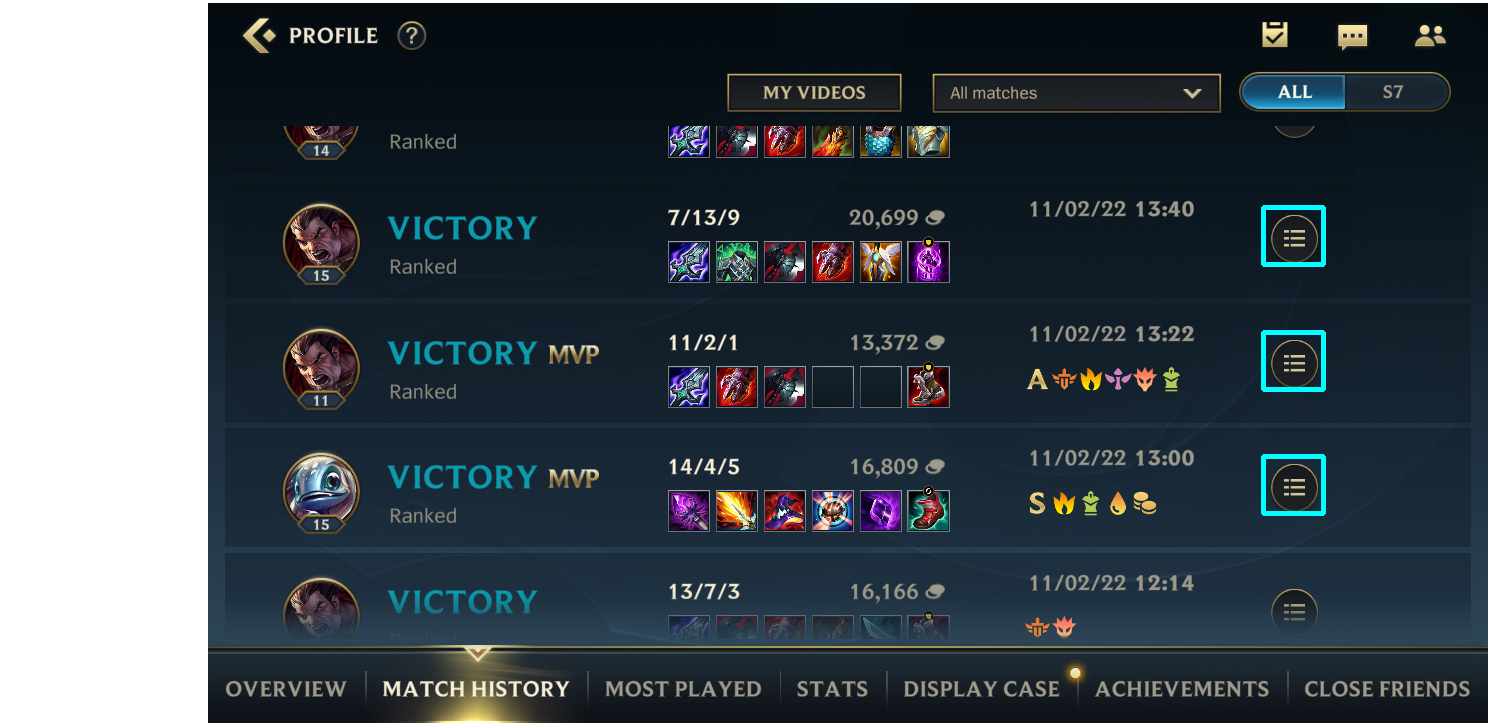 PROFILE ?
MY VIDEOS All matches ALL S7
14 Ranked
VICTORY 7/13/9 20,699 11/02/22 13:40
15 Ranked
VICTORY MVP 11/2/1 13,372 11/02/22 13:22
A
11 Ranked
VICTORY MVP 14/4/5 16,809 11/02/22 13:00
S
15 Ranked
VICTORY 13/7/3 16,166 11/02/22 12:14
Ranked
OVERVIEW MATCH HISTORY MOST PLAYED STATS DISPLAY CASE ACHIEVEMENTS CLOSE FRIENDS